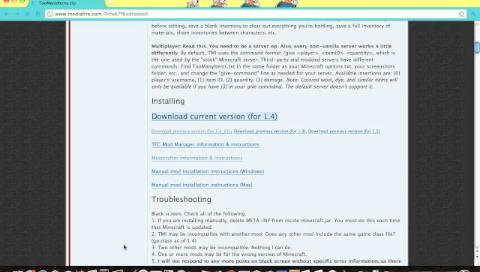 TooManyItems.zip
www.mediafire.com/
before editing, save a blank inventory to clear out everything you're holding, save a full inventory of
materials, share inventories between characters, etc.
Multiplayer: Read this. You need to be a server op. Also, every non-vanilla server works a little
differently. By default, TMI uses the command format /give <player> <itemID> <quantity>, which
is the one used by the "stock" Minecraft server. Third-party and modded servers have different
commands. Find TooManyItems.txt in the same folder as your Minecraft options.txt, your screenshots
folder, etc., and change the "give-command" line as needed for your server. Available insertions are: {0}
player's username, {1} item ID, {2} quantity, {3} damage. Note: Colored wool, dye, and similar items will
only be available if you have {3} in your give command. The default server doesn't support it.
Installing
Download current version (for 1.4)
Download previous version (for 1.3), Download previous version (for 1.2)
TFC Mod Manager information & instructions
Minecrafter information & instructions
Manual mod installation instructions (Windows)
Manual mod installation instructions (Mac)
Troubleshooting
Black screen: Check all of the following.
1. If you are installing manually, delete META-INF from inside minecraft.jar. You must do this each time
that Minecraft is updated.
2. TMI may be incompatible with another mod. Does any other mod include the same game class file?
(gs.class as of 1.4)
3. Two other mods may be incompatible. Nothing I can do.
4. One or more mods may be for the wrong version of Minecraft.
5. I will not respond to any more posts on black screen without specific error information, as there